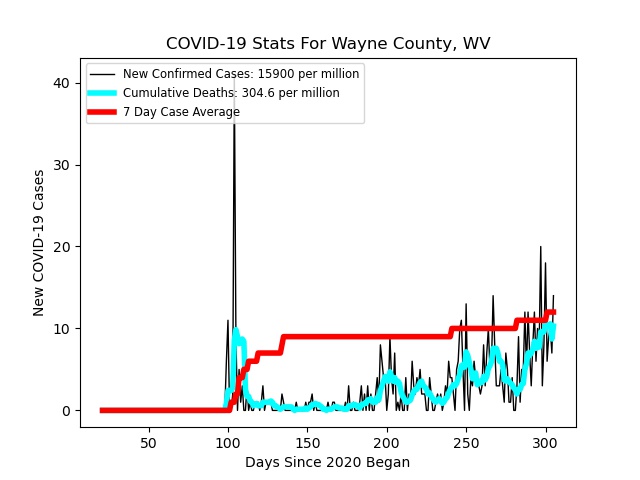 COVID-19 Stats For Wayne County, WV
New Confirmed Cases: 15900 per million
Cumulative Deaths: 304.6 per million
7 Day Case Average
40
30
20
10
0
New COVID-19 Cases
50
100
150
200
250
300
Days Since 2020 Began